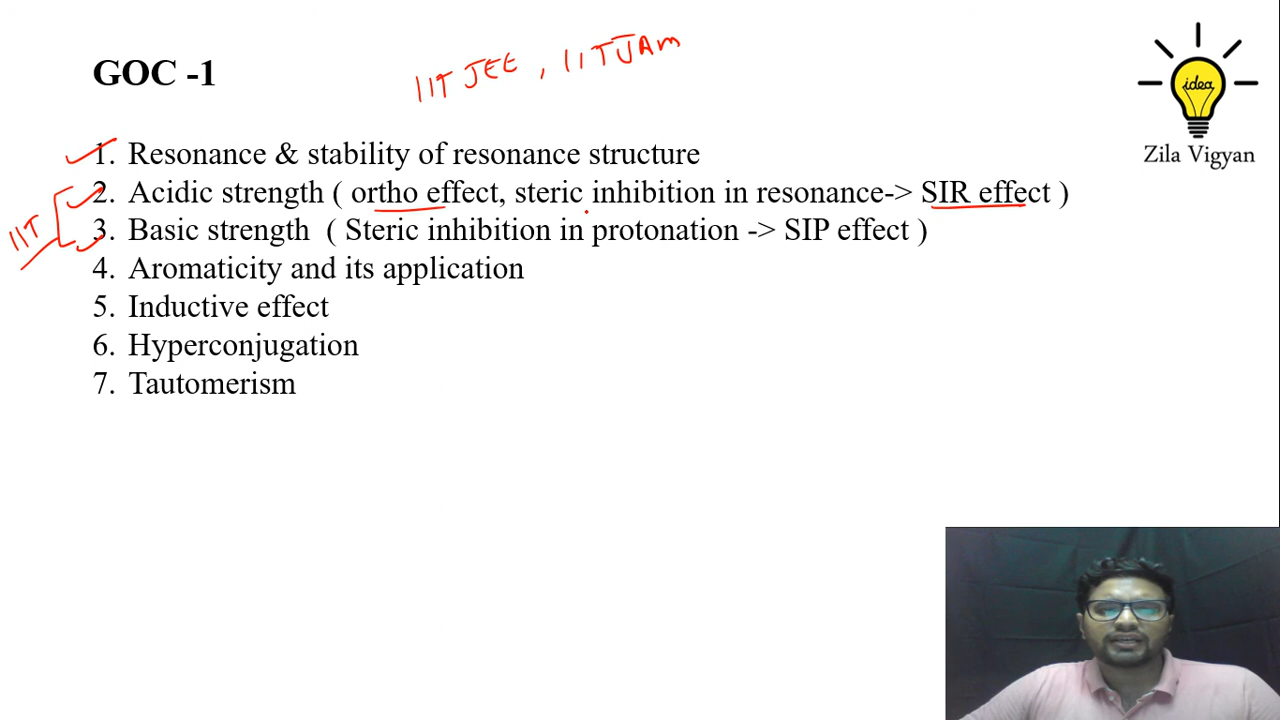 GOC -1
IIT JEE , IIT JAM
idea
Zila Vigyan
1. Resonance & stability of resonance structure
2. Acidic strength ( ortho effect, steric inhibition in resonance-> SIR effect )
IIT
3. Basic strength ( Steric inhibition in protonation -> SIP effect )
4. Aromaticity and its application
5. Inductive effect
6. Hyperconjugation
7. Tautomerism